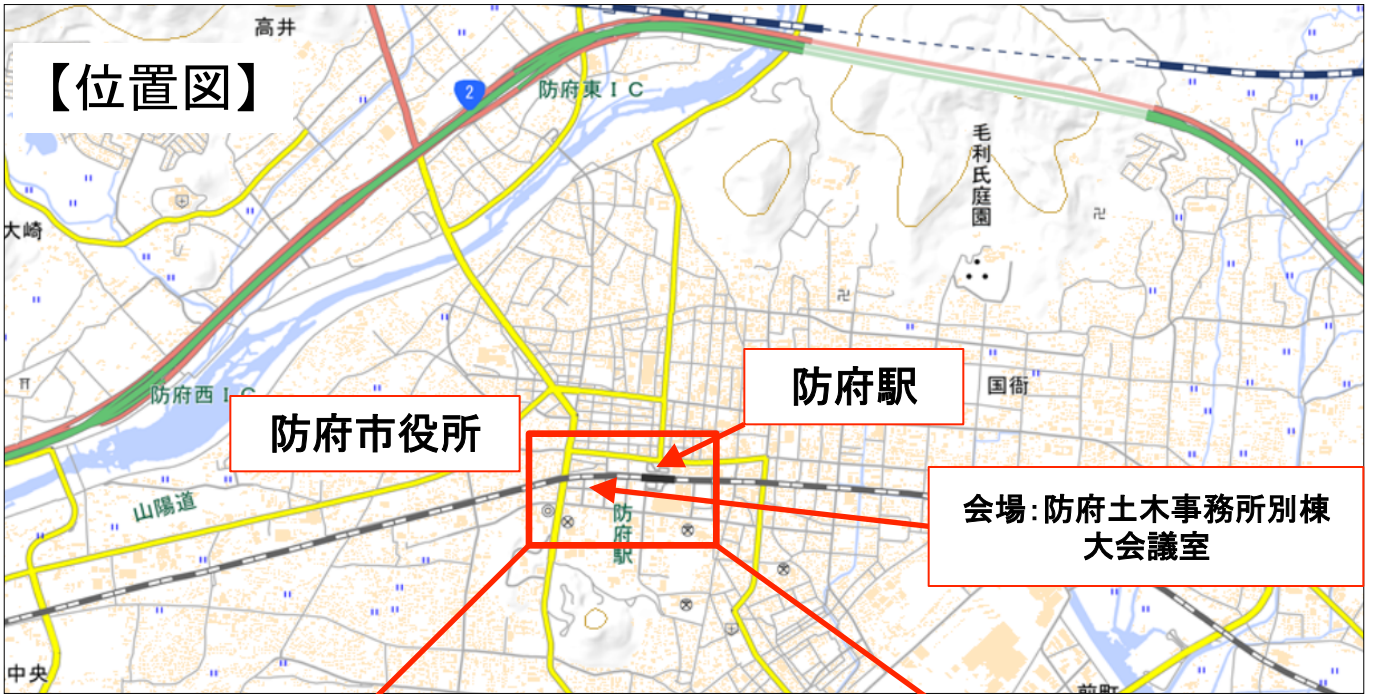 高井
【位置図】
2
防府東IC
毛利氏庭園
大崎
防府西IC
防府駅
国衙
防府市役所
山陽道
防府駅
会場:防府土木事務所別棟
大会議室
中央
前町